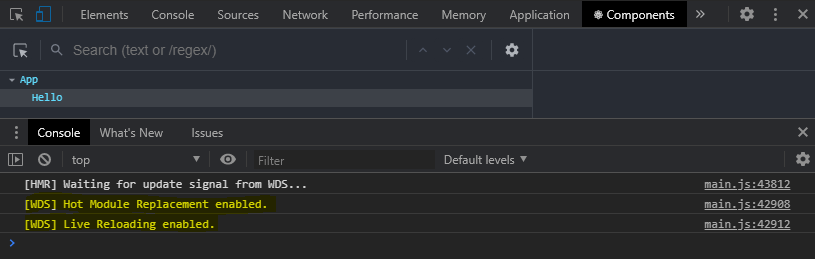 Elements Console Sources Network Performance Memory Application Components »
Search (text or /regex/)
App
Hello
Console What's New Issues
top Filter Default levels
[HMR] Waiting for update signal from WDS... main.js:43812
[WDS] Hot Module Replacement enabled. main.js:42908
[WDS] Live Reloading enabled. main.js:42912
>